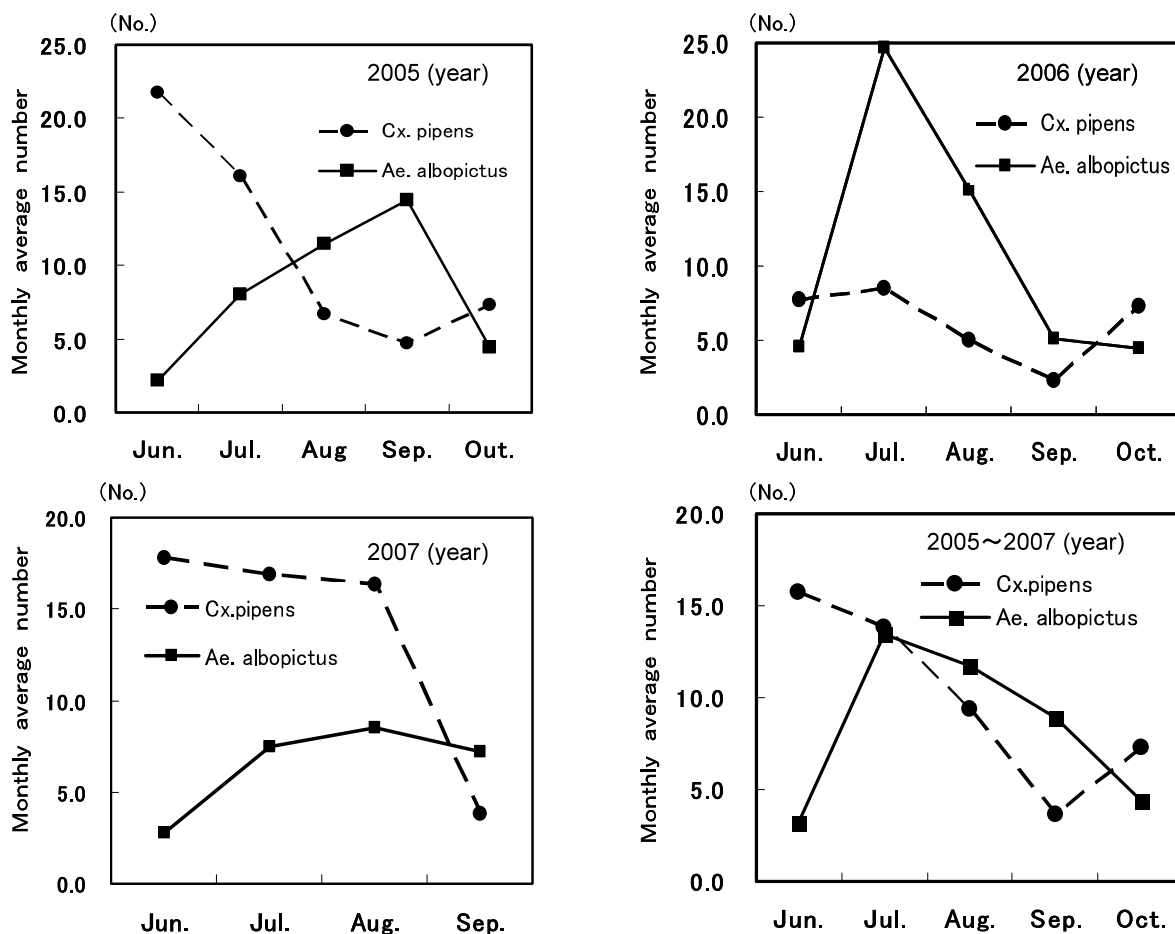 (No.)
25.0
20.0
15.0
10.0
5.0
0.0
Monthly average number
2005 (year)
Cx. pipens
Ae. albopictus
Jun. Jul. Aug Sep. Out.
(No.)
25.0
20.0
15.0
10.0
5.0
0.0
Monthly average number
2006 (year)
Cx. pipens
Ae. albopictus
Jun. Jul. Aug. Sep. Oct.
(No.)
20.0
15.0
10.0
5.0
0.0
Monthly average number
2007 (year)
Cx.pipens
Ae. albopictus
Jun. Jul. Aug. Sep.
(No.)
20.0
15.0
10.0
5.0
0.0
Monthly average number
2005～2007 (year)
Cx.pipens
Ae. albopictus
Jun. Jul. Aug. Sep. Oct.